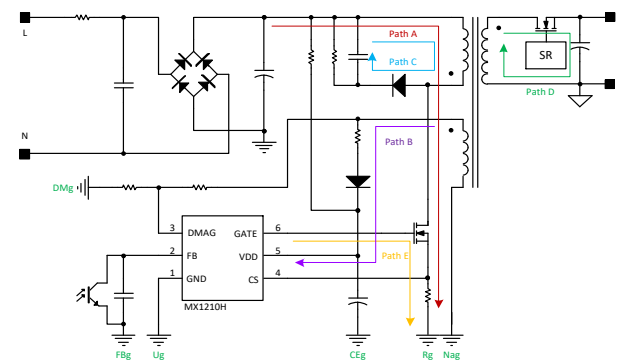 L
Path A
Path C
SR
Path D
N
Path B
DMg
3 DMAG GATE 6
2 FB VDD 5
Path E
1 GND CS 4
MX1210H
FBg Ug CEg Rg Nag